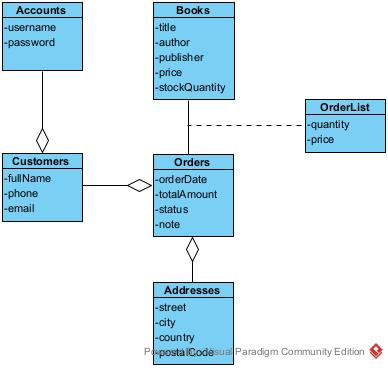 Accounts
-username
-password
Books
-title
-author
-publisher
-price
-stockQuantity
OrderList
-quantity
-price
Customers
-fullName
-phone
-email
Orders
-orderDate
-totalAmount
-status
-note
Addresses
-street
-city
-country
-postalCode
Powered By Visual Paradigm Community Edition